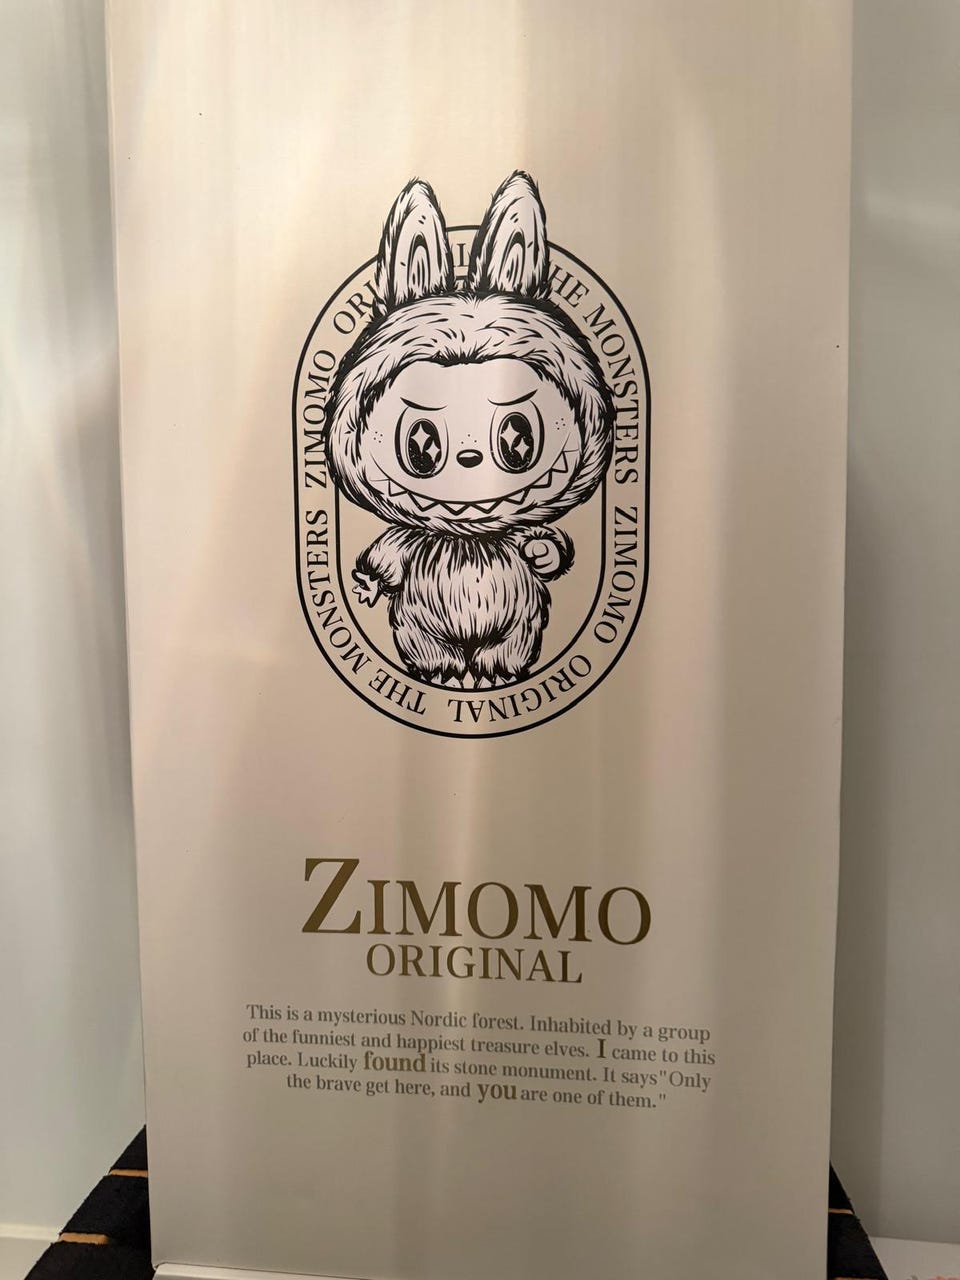 ZIMOMO ORI THE MONSTERS ZIMOMO ORIGINAL THE MONSTERS
ZIMOMO
ORIGINAL
This is a mysterious Nordic forest. Inhabited by a group
of the funniest and happiest treasure elves. I came to this
place. Luckily found its stone monument. It says"Only
the brave get here, and you are one of them."